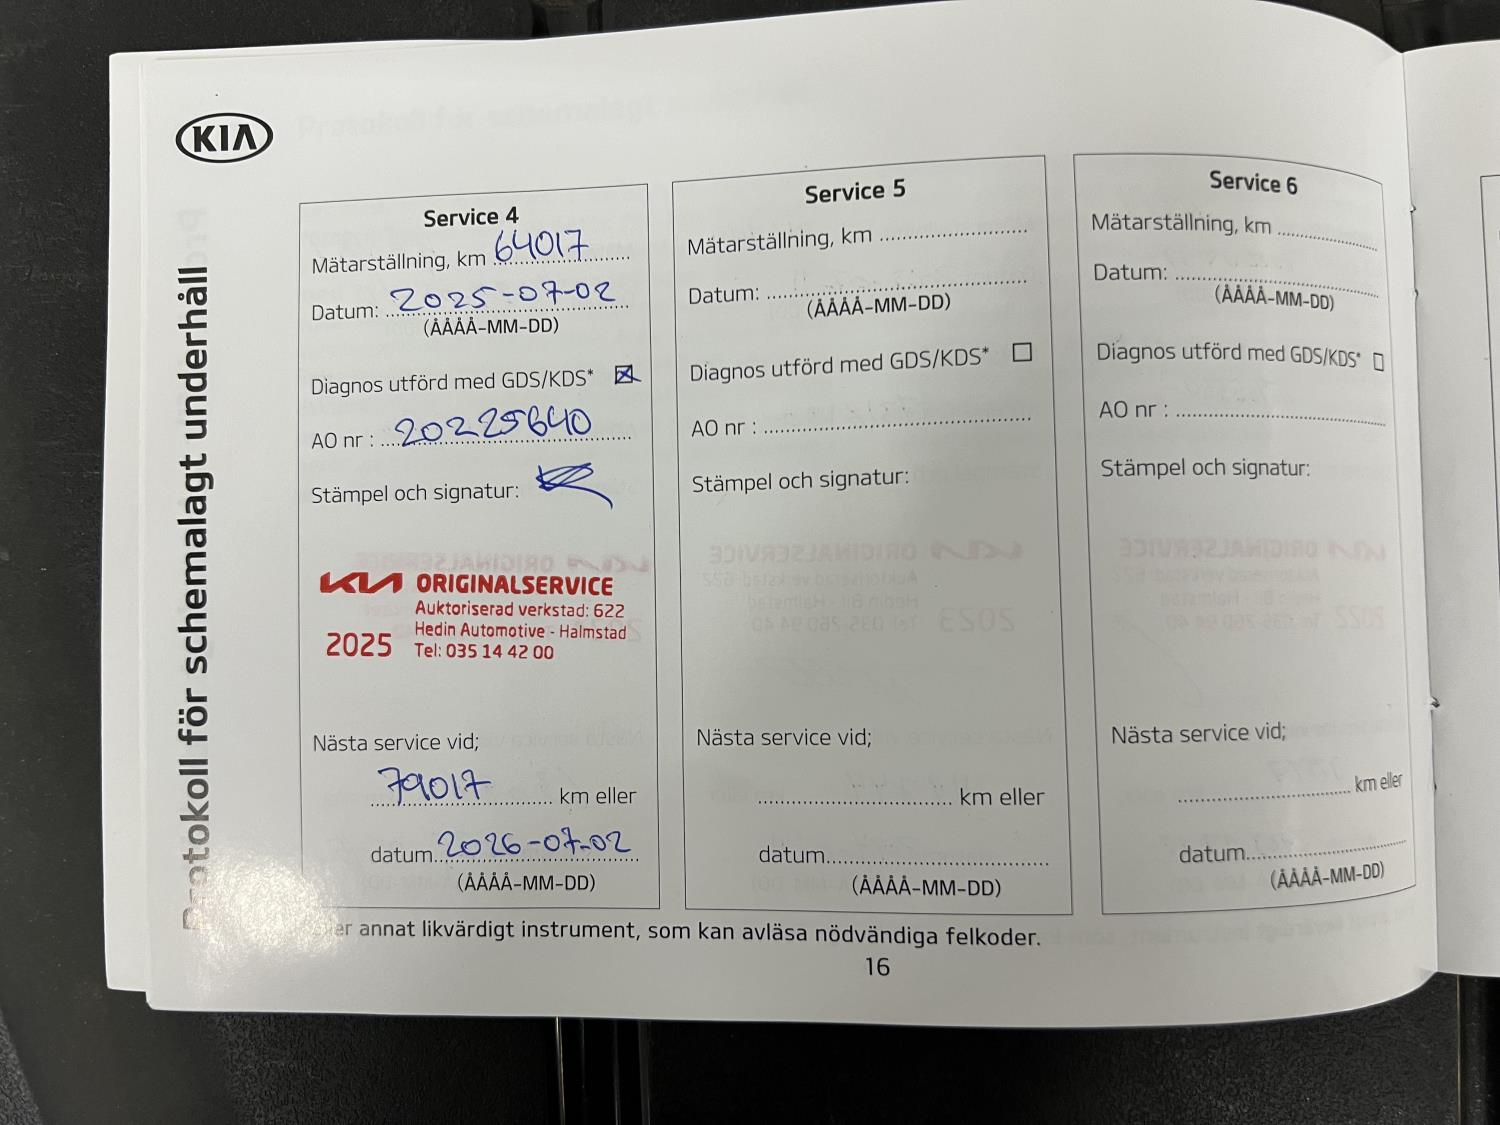 KIA
Protokoll för schemalagt underhåll
Service 4
Mätarställning, km 64017
Datum: 2025-07-02
(ÅÅÅÅ-MM-DD)
Diagnos utförd med GDS/KDS*
AO nr : 20225640
Stämpel och signatur:
KIA ORIGINALSERVICE
Auktoriserad verkstad: 622
Hedin Automotive - Halmstad
2025 Tel: 035 14 42 00
Nästa service vid;
79017 km eller
datum 2026-07-02
(ÅÅÅÅ-MM-DD)
Service 5
Mätarställning, km
Datum:
(ÅÅÅÅ-MM-DD)
Diagnos utförd med GDS/KDS*
AO nr :
Stämpel och signatur:
Nästa service vid;
km eller
datum
(ÅÅÅÅ-MM-DD)
Service 6
Mätarställning, km
Datum:
(ÅÅÅÅ-MM-DD)
Diagnos utförd med GDS/KDS*
AO nr :
Stämpel och signatur:
Nästa service vid;
km eller
datum
(ÅÅÅÅ-MM-DD)
annat likvärdigt instrument, som kan avläsa nödvändiga felkoder.
16